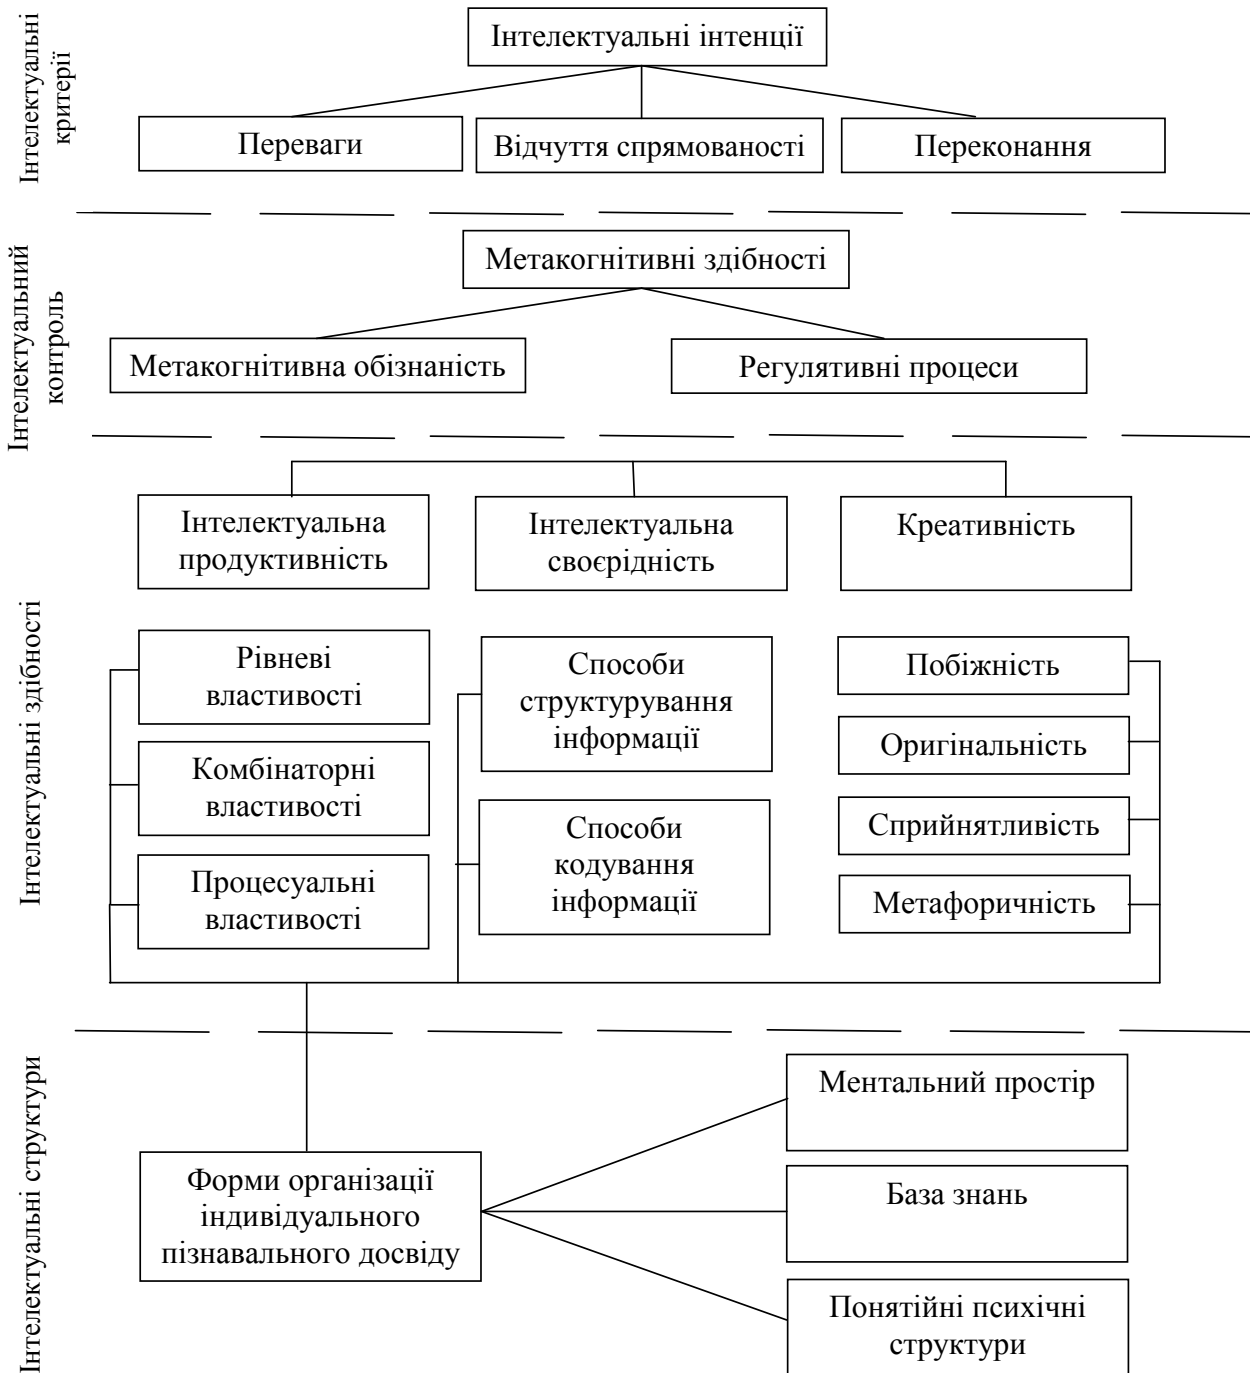 Інтелектуальні
критерії
Інтелектуальні інтенції
Переваги
Відчуття спрямованості
Переконання
Інтелектуальний
контроль
Метакогнітивні здібності
Метакогнітивна обізнаність
Регулятивні процеси
Інтелектуальні здібності
Інтелектуальна
продуктивність
Інтелектуальна
своєрідність
Креативність
Рівневі
властивості
Комбінаторні
властивості
Процесуальні
властивості
Способи
структурування
інформації
Способи
кодування
інформації
Побіжність
Оригінальність
Сприйнятливість
Метафоричність
Інтелектуальні структури
Форми організації
індивідуального
пізнавального досвіду
Ментальний простір
База знань
Понятійні психічні
структури